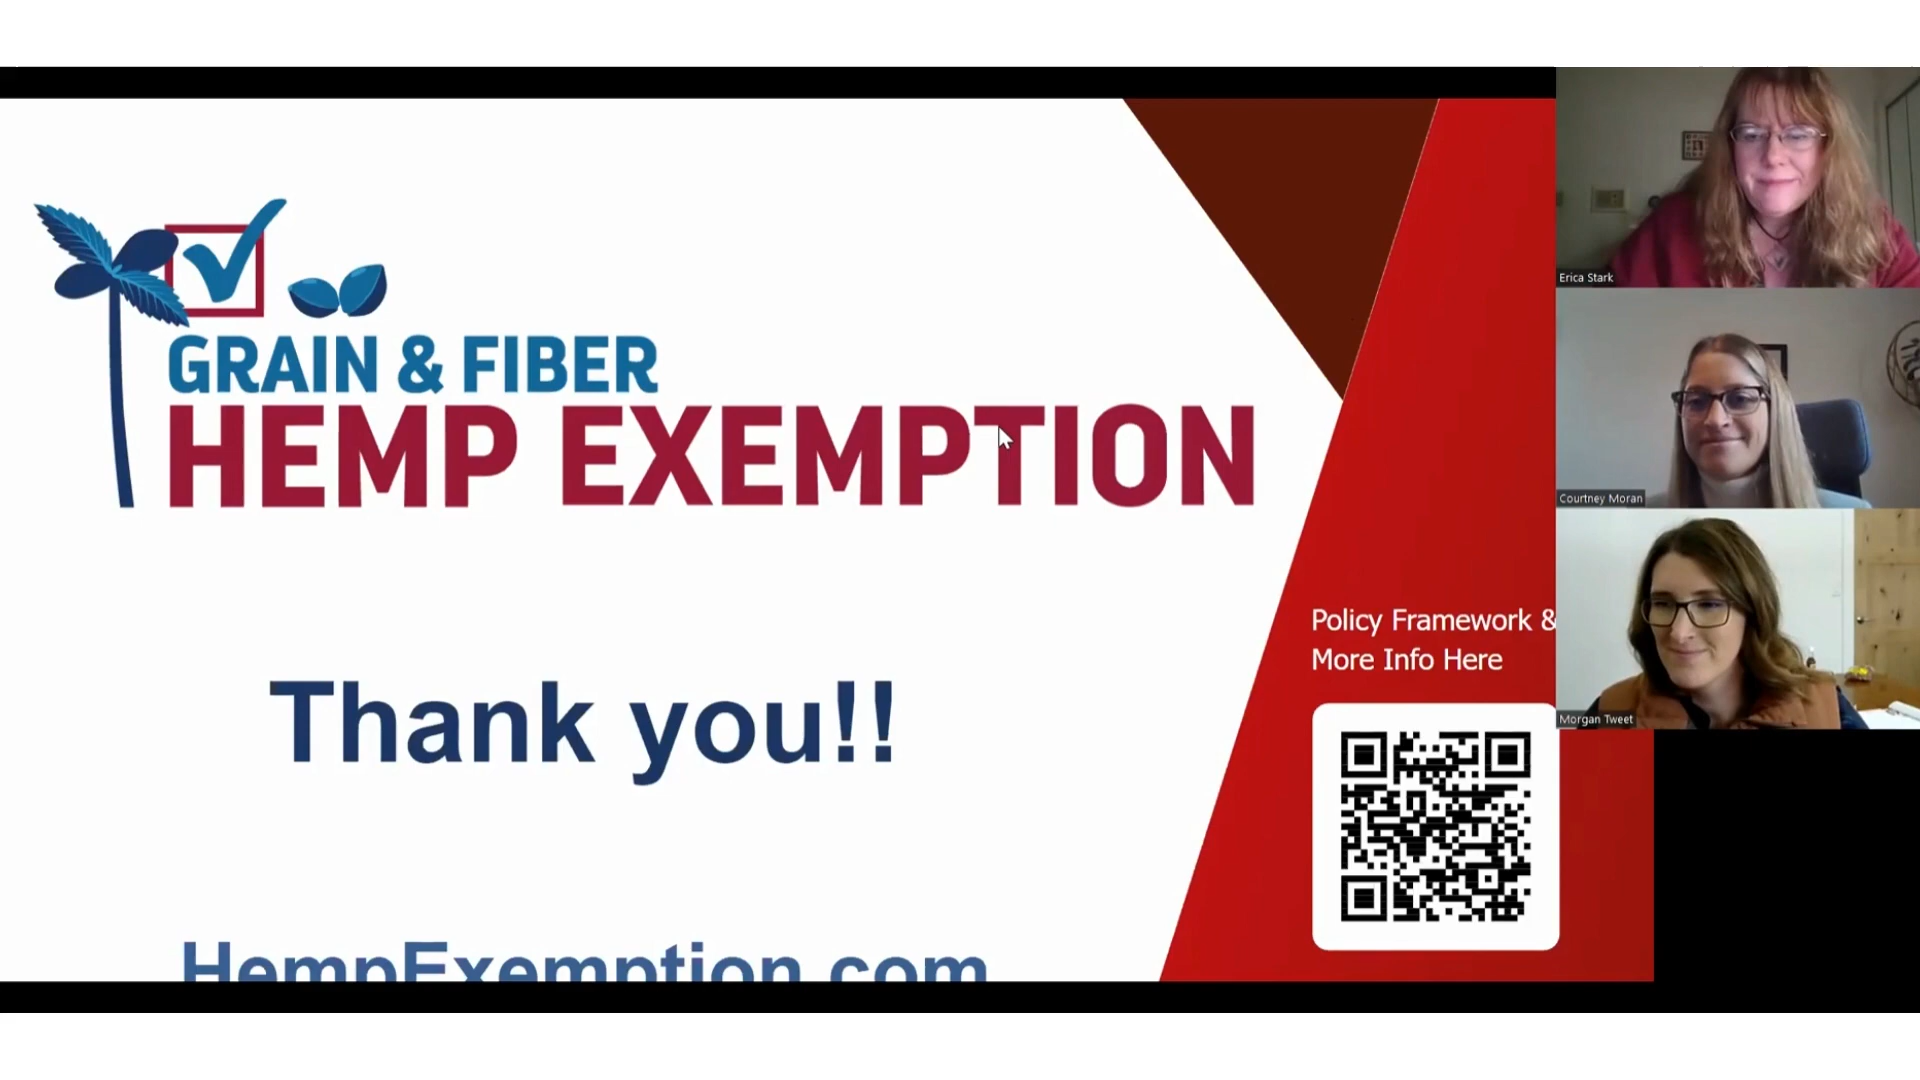 GRAIN & FIBER
HEMP EXEMPTION
Thank you!!
HempExemption.com
Policy Framework &
More Info Here
Erica Stark
Courtney Moran
Morgan Tweet